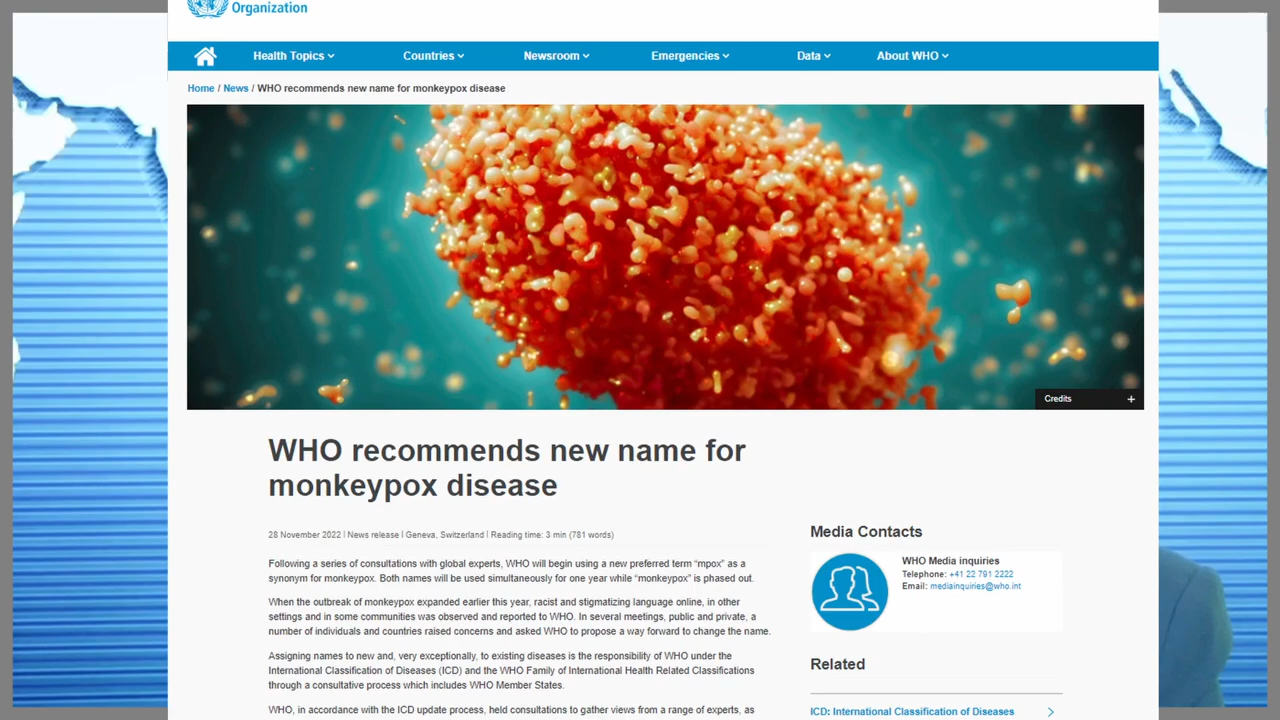 Organization
Health Topics
Countries
Newsroom
Emergencies
Data
About WHO
Home / News / WHO recommends new name for monkeypox disease
Credits +
WHO recommends new name for
monkeypox disease
28 November 2022 | News release | Geneva, Switzerland | Reading time: 3 min (781 words)
Following a series of consultations with global experts, WHO will begin using a new preferred term “mpox” as a
synonym for monkeypox. Both names will be used simultaneously for one year while “monkeypox” is phased out.
When the outbreak of monkeypox expanded earlier this year, racist and stigmatizing language online, in other
settings and in some communities was observed and reported to WHO. In several meetings, public and private, a
number of individuals and countries raised concerns and asked WHO to propose a way forward to change the name.
Assigning names to new and, very exceptionally, to existing diseases is the responsibility of WHO under the
International Classification of Diseases (ICD) and the WHO Family of International Health Related Classifications
through a consultative process which includes WHO Member States.
WHO, in accordance with the ICD update process, held consultations to gather views from a range of experts, as
Media Contacts
WHO Media inquiries
Telephone: +41 22 791 2222
Email: mediainquiries@who.int
Related
ICD: International Classification of Diseases